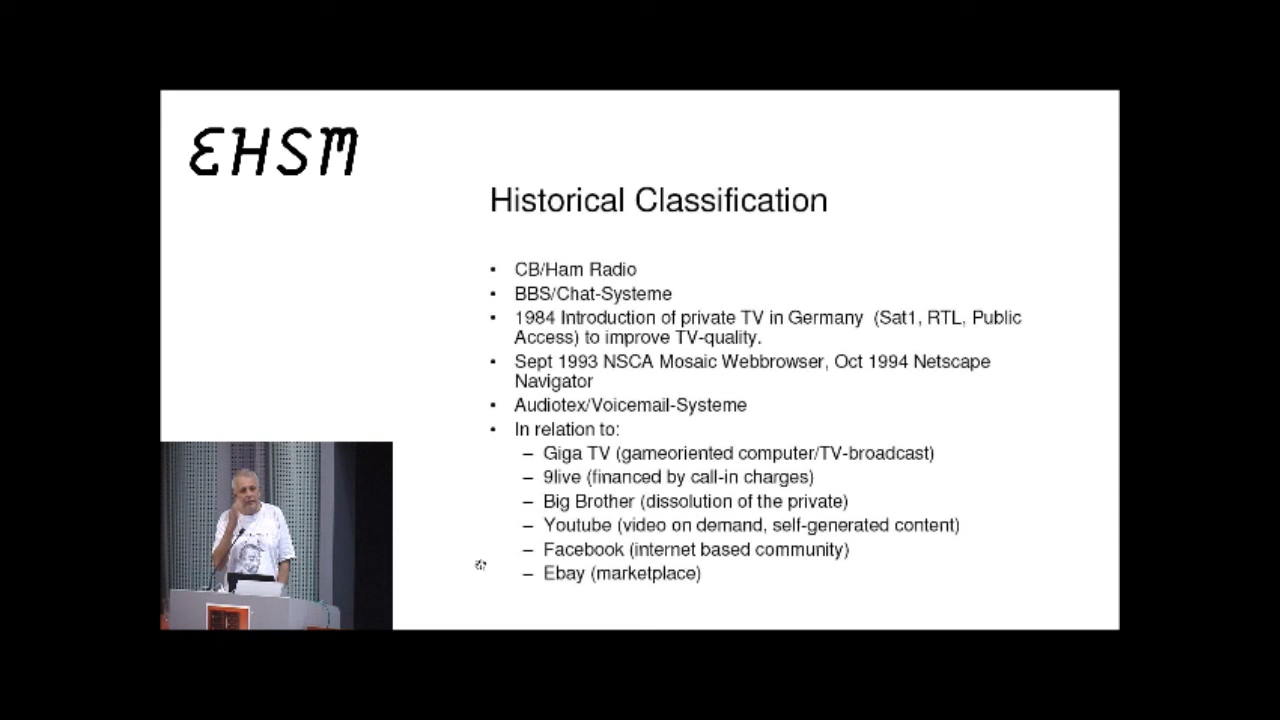 EHSM
Historical Classification
• CB/Ham Radio
• BBS/Chat-Systeme
• 1984 Introduction of private TV in Germany (Sat1, RTL, Public
Access) to improve TV-quality.
• Sept 1993 NSCA Mosaic Webbrowser, Oct 1994 Netscape
Navigator
• Audiotex/Voicemail-Systeme
• In relation to:
– Giga TV (gameoriented computer/TV-broadcast)
– 9live (financed by call-in charges)
– Big Brother (dissolution of the private)
– Youtube (video on demand, self-generated content)
– Facebook (internet based community)
– Ebay (marketplace)